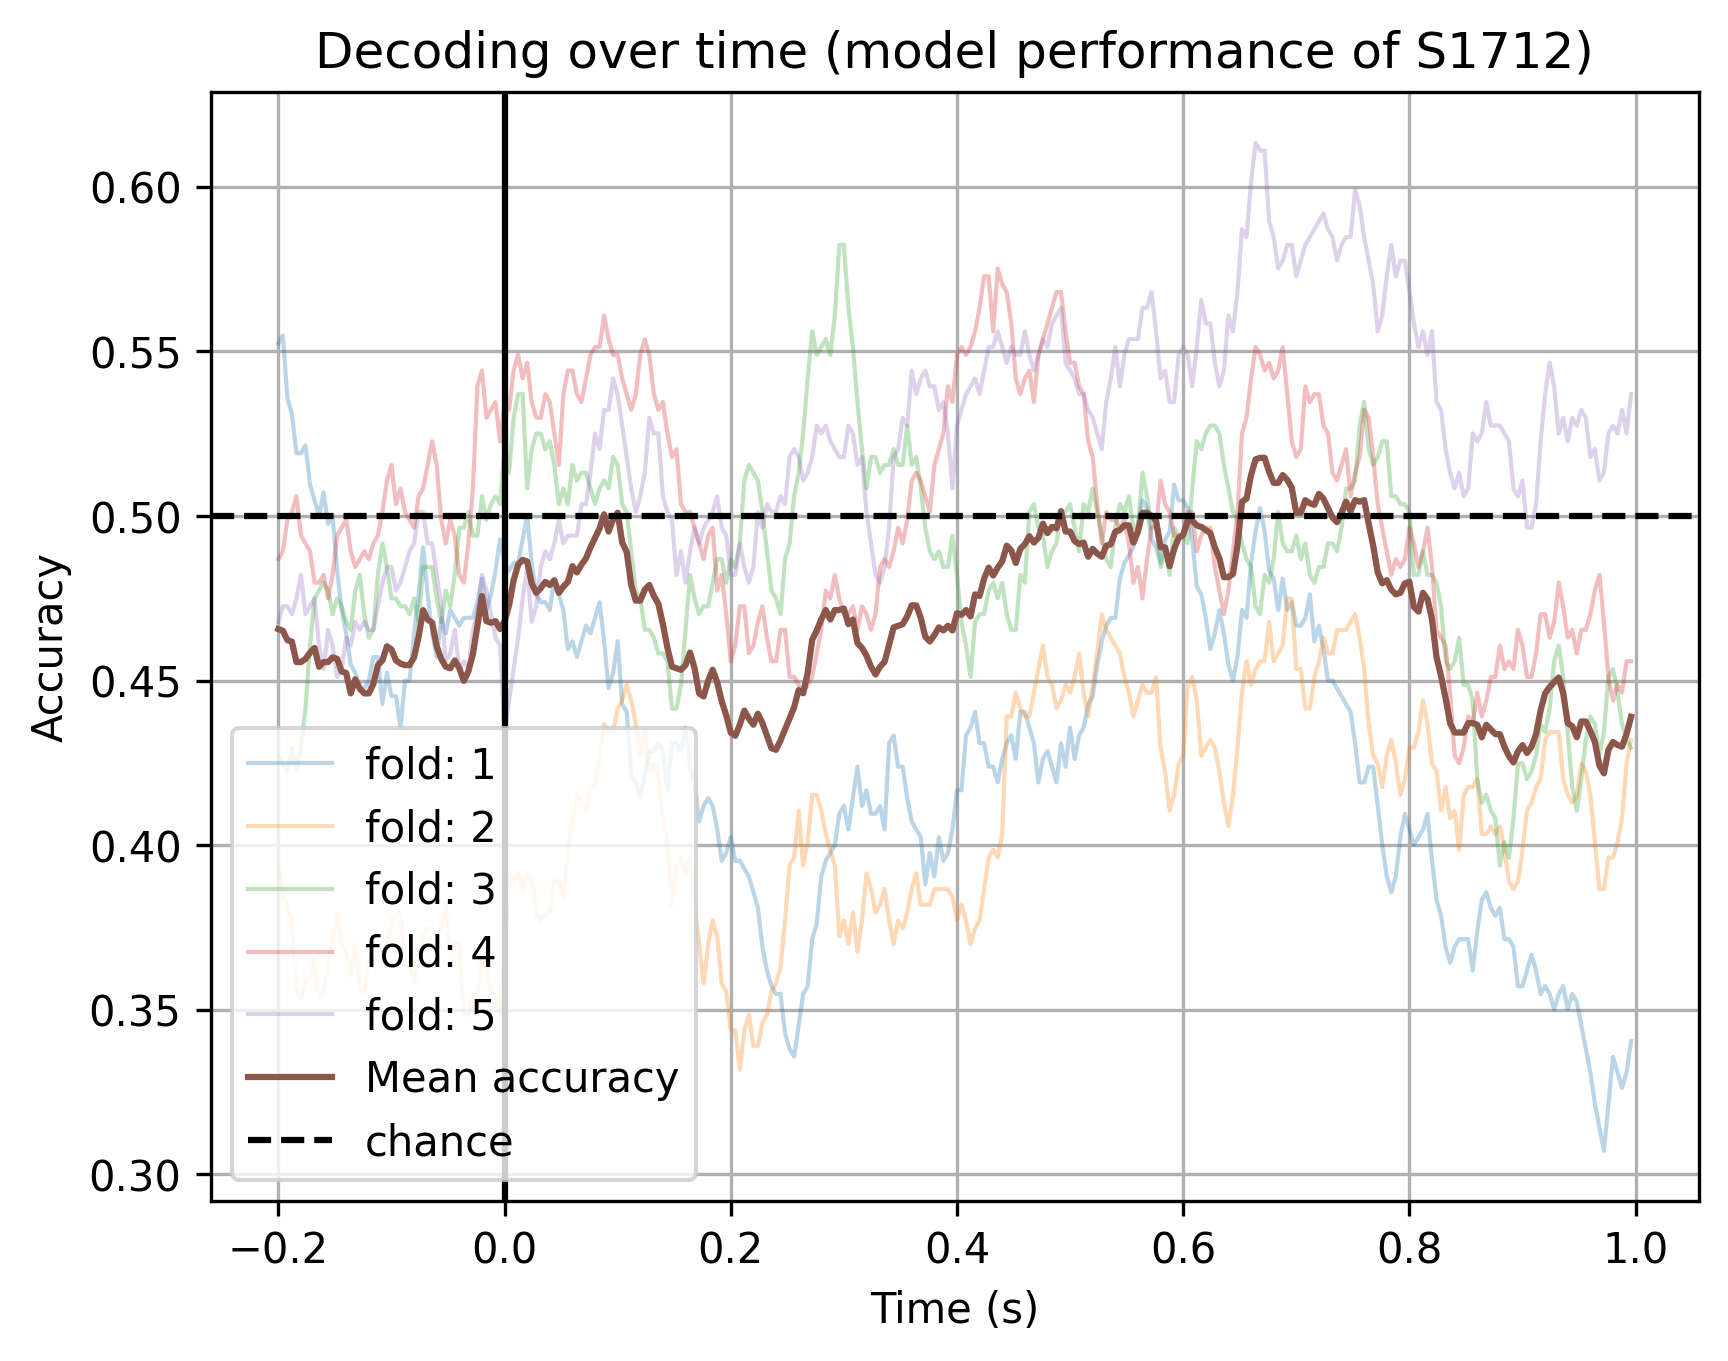 Decoding over time (model performance of S1712)
Accuracy
0.60
0.55
0.50
0.45
0.40
0.35
0.30
fold: 1
fold: 2
fold: 3
fold: 4
fold: 5
Mean accuracy
chance
−0.2 0.0 0.2 0.4 0.6 0.8 1.0
Time (s)